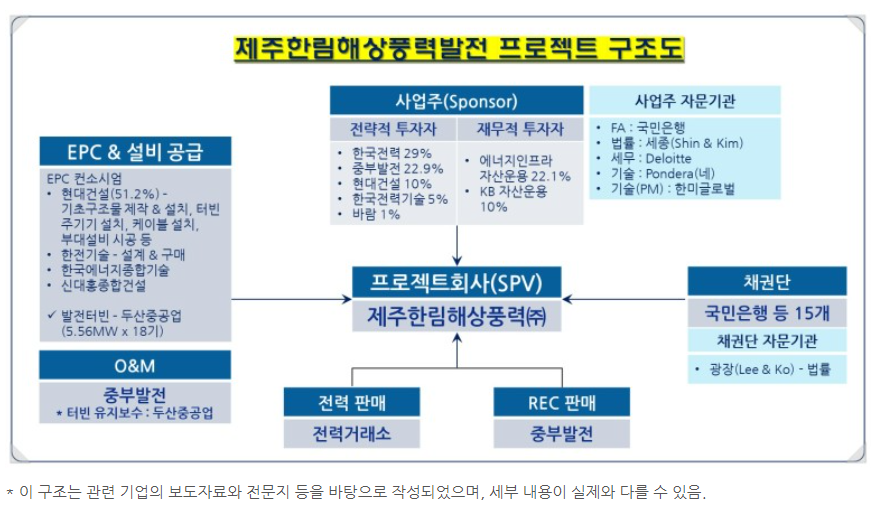 제주한림해상풍력발전 프로젝트 구조도
사업주(Sponsor)
전략적 투자자
• 한국전력 29%
• 중부발전 22.9%
• 현대건설 10%
• 한국전력기술 5%
• 바람 1%
재무적 투자자
• 에너지인프라
자산운용 22.1%
• KB 자산운용
10%
사업주 자문기관
• FA : 국민은행
• 법률 : 세종(Shin & Kim)
• 세무 : Deloitte
• 기술 : Pondera(네)
• 기술(PM) : 한미글로벌
EPC & 설비 공급
EPC 컨소시엄
• 현대건설(51.2%) –
기초구조물 제작 & 설치, 터빈
주기기 설치, 케이블 설치,
부대설비 시공 등
• 한전기술 – 설계 & 구매
• 한국에너지종합기술
• 신대흥종합건설
✓ 발전터빈 - 두산중공업
(5.56MW x 18기)
O&M
중부발전
* 터빈 유지보수 : 두산중공업
프로젝트회사(SPV)
제주한림해상풍력㈜
채권단
국민은행 등 15개
채권단 자문기관
• 광장(Lee & Ko) – 법률
전력 판매
전력거래소
REC 판매
중부발전
* 이 구조는 관련 기업의 보도자료와 전문지 등을 바탕으로 작성되었으며, 세부 내용이 실제와 다를 수 있음.